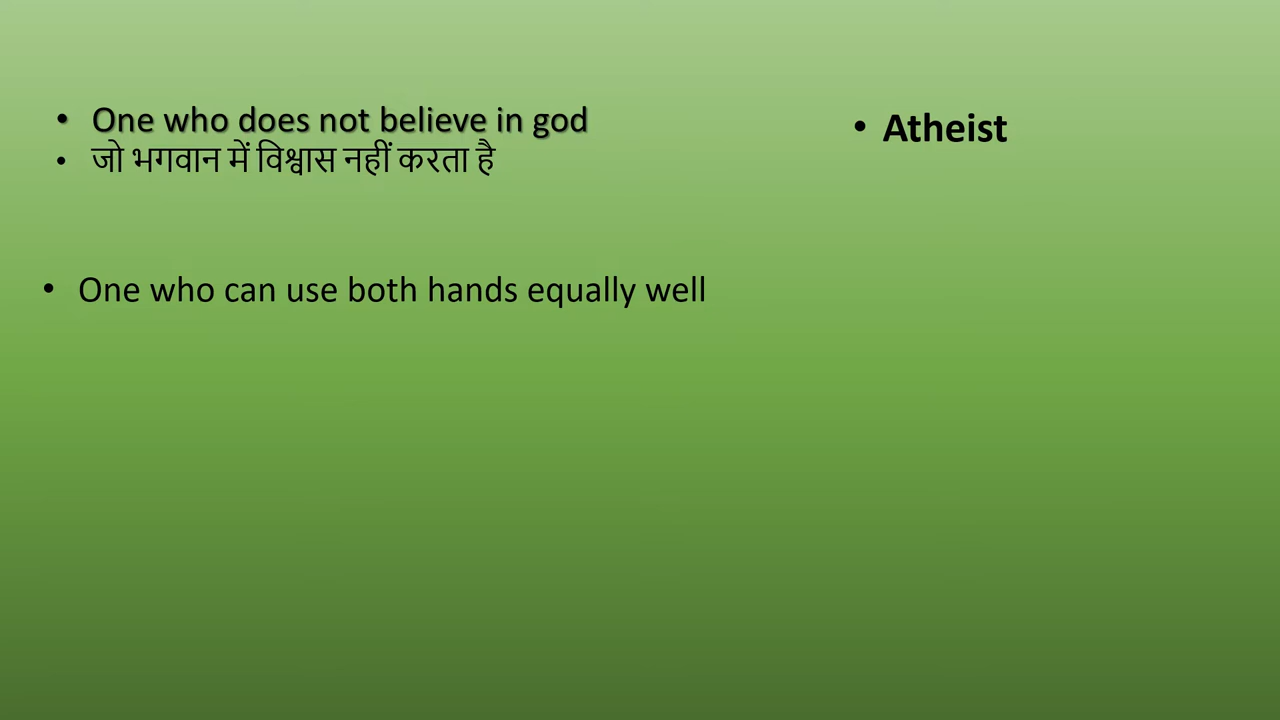 • One who does not believe in god
• जो भगवान में विश्वास नहीं करता है
• Atheist
• One who can use both hands equally well